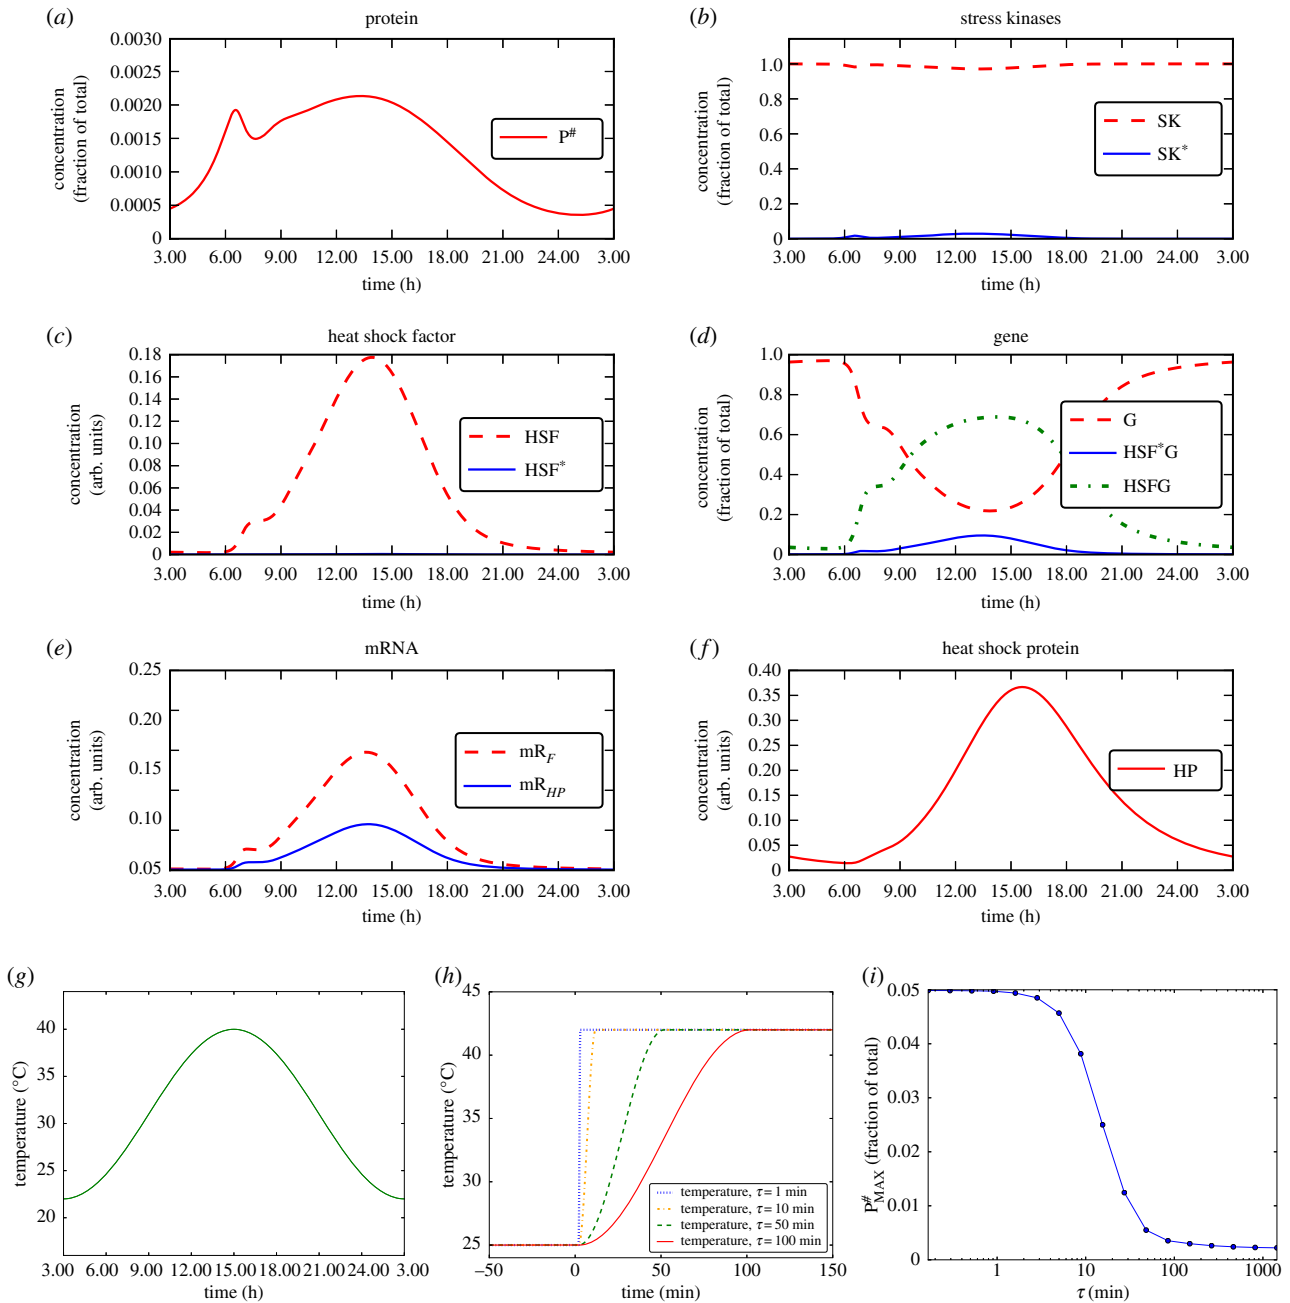 (a) protein
0.0030
0.0025
0.0020
0.0015
0.0010
0.0005
0
concentration
(fraction of total)
P#
3.00 6.00 9.00 12.00 15.00 18.00 21.00 24.00 3.00
time (h)
(b) stress kinases
1.0
0.8
0.6
0.4
0.2
0
concentration
(fraction of total)
SK
SK*
3.00 6.00 9.00 12.00 15.00 18.00 21.00 24.00 3.00
time (h)
(c) heat shock factor
0.18
0.16
0.14
0.12
0.10
0.08
0.06
0.04
0.02
0
concentration
(arb. units)
HSF
HSF*
3.00 6.00 9.00 12.00 15.00 18.00 21.00 24.00 3.00
time (h)
(d) gene
1.0
0.8
0.6
0.4
0.2
0
concentration
(fraction of total)
G
HSF*G
HSFG
3.00 6.00 9.00 12.00 15.00 18.00 21.00 24.00 3.00
time (h)
(e) mRNA
0.25
0.20
0.15
0.10
0.05
concentration
(arb. units)
mR_F
mR_HP
3.00 6.00 9.00 12.00 15.00 18.00 21.00 24.00 3.00
time (h)
(f) heat shock protein
0.40
0.35
0.30
0.25
0.20
0.15
0.10
0.05
0
concentration
(arb. units)
HP
3.00 6.00 9.00 12.00 15.00 18.00 21.00 24.00 3.00
time (h)
(g)
40
35
30
25
22
20
temperature (°C)
3.00 6.00 9.00 12.00 15.00 18.00 21.00 24.00 3.00
time (h)
(h)
45
40
35
30
25
temperature (°C)
temperature, τ = 1 min
temperature, τ = 10 min
temperature, τ = 50 min
temperature, τ = 100 min
−50 0 50 100 150
time (min)
(i)
0.05
0.04
0.03
0.02
0.01
0
P#MAX (fraction of total)
1 10 100 1000
τ (min)